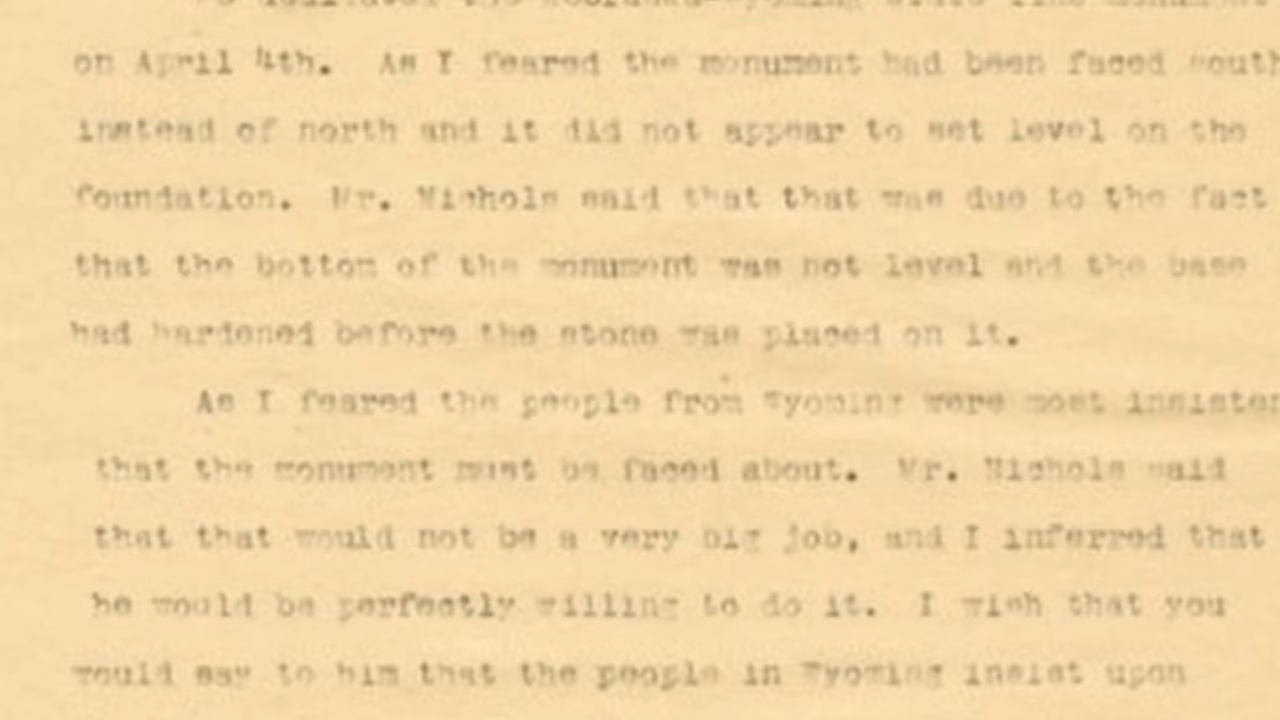 on April 4th. As I feared the monument had been faced south
instead of north and it did not appear to set level on the
foundation. Mr. Nichols said that that was due to the fact
that the bottom of the monument was not level and the base
had hardened before the stone was placed on it.
As I feared the people from Wyoming were most insisten
that the monument must be faced about. Mr. Nichols said
that that would not be a very big job, and I inferred that
he would be perfectly willing to do it. I wish that you
would say to him that the people in Wyoming insist upon